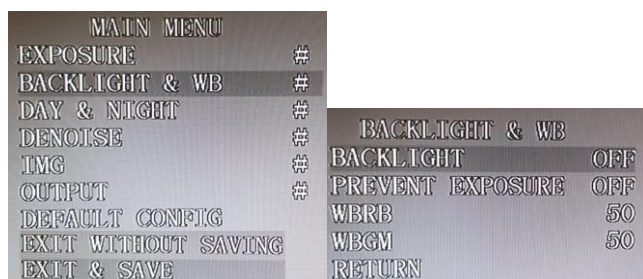 MAIN MENU
EXPOSURE #
BACKLIGHT & WB #
DAY & NIGHT #
DENOISE #
IMG #
OUTPUT #
DEFAULT CONFIG
EXIT WITHOUT SAVING
EXIT & SAVE
BACKLIGHT & WB
BACKLIGHT OFF
PREVENT EXPOSURE OFF
WBRB 50
WBGM 50
RETURN